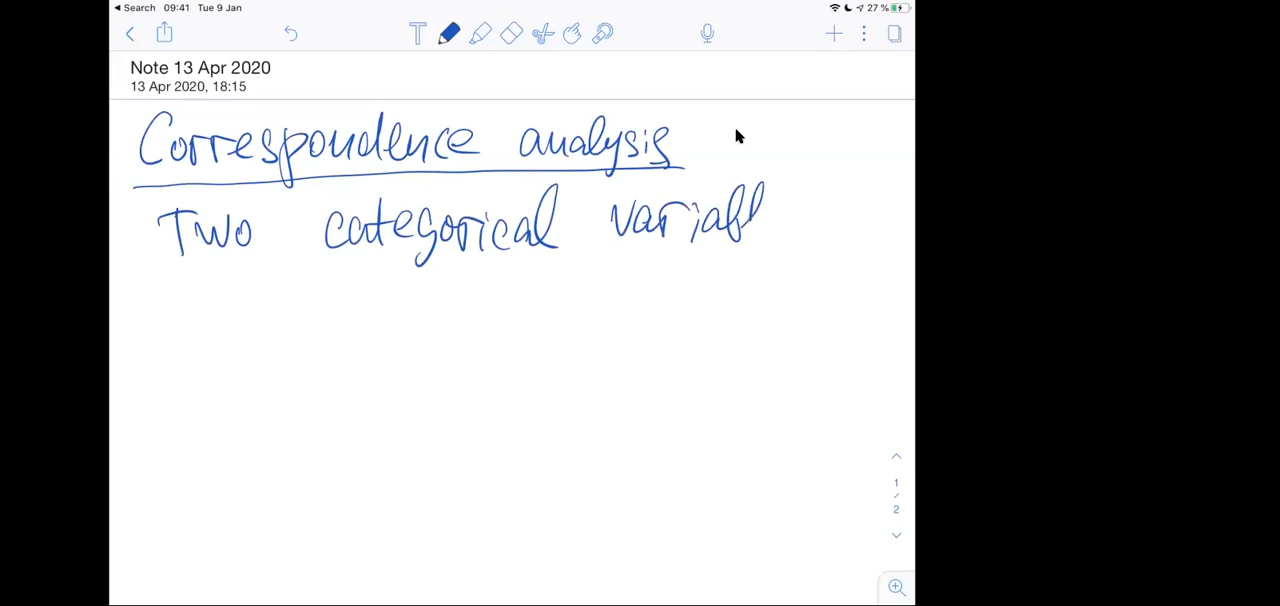 Search 09:41 Tue 9 Jan 27 %
Note 13 Apr 2020
13 Apr 2020, 18:15
Correspondence analysis
Two categorical variabl
1
2